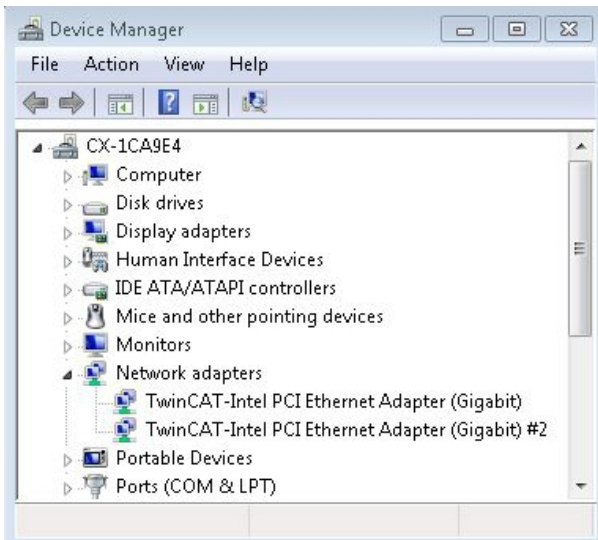 Device Manager
File Action View Help
CX-1CA9E4
Computer
Disk drives
Display adapters
Human Interface Devices
IDE ATA/ATAPI controllers
Mice and other pointing devices
Monitors
Network adapters
TwinCAT-Intel PCI Ethernet Adapter (Gigabit)
TwinCAT-Intel PCI Ethernet Adapter (Gigabit) #2
Portable Devices
Ports (COM & LPT)